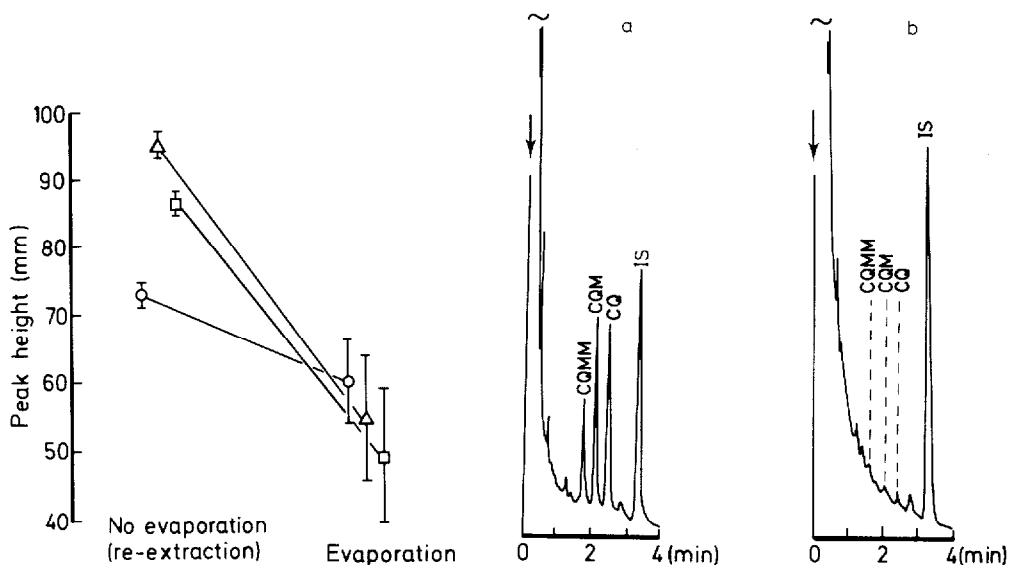 Peak height (mm)
100
90
80
70
60
50
40
No evaporation
(re-extraction)
Evaporation
a
CQMM
CQM
CQ
IS
0 2 4 (min)
b
CQMM
CQM
CQ
IS
0 2 4 (min)